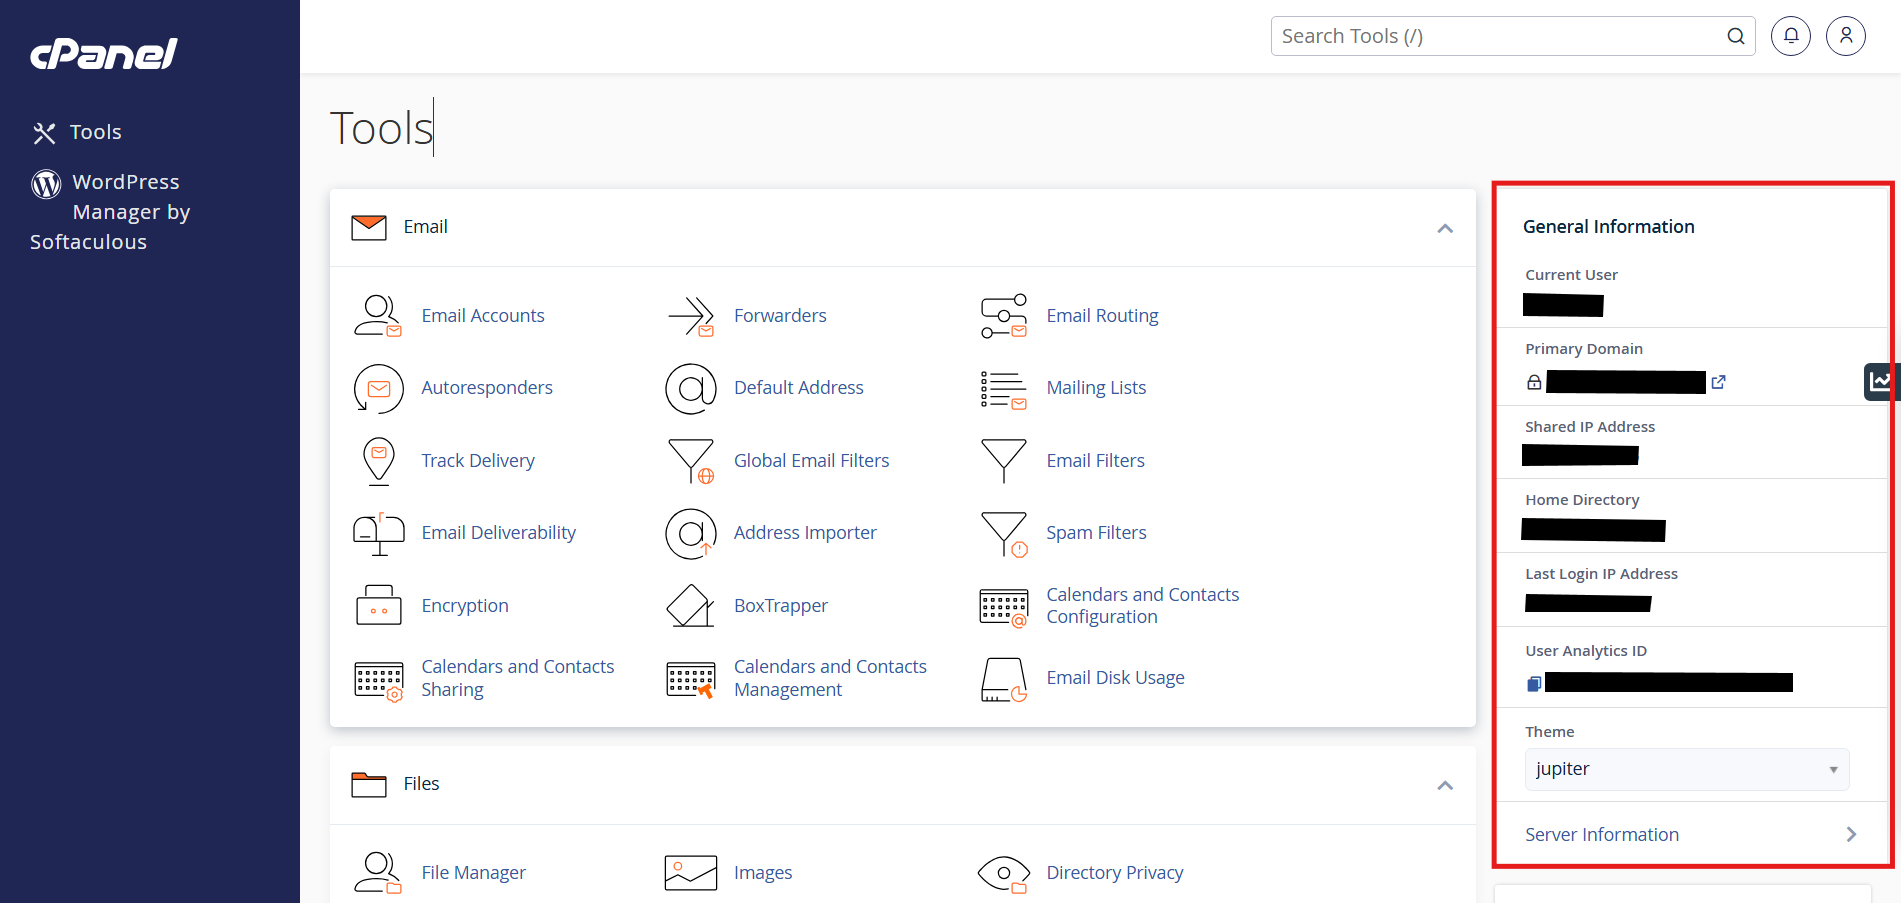 cPanel
Tools
WordPress
Manager by
Softaculous
Search Tools (/)
Tools
Email
Email Accounts
Forwarders
Email Routing
Autoresponders
Default Address
Mailing Lists
Track Delivery
Global Email Filters
Email Filters
Email Deliverability
Address Importer
Spam Filters
Encryption
BoxTrapper
Calendars and Contacts
Configuration
Calendars and Contacts
Sharing
Calendars and Contacts
Management
Email Disk Usage
Files
File Manager
Images
Directory Privacy
General Information
Current User
Primary Domain
Shared IP Address
Home Directory
Last Login IP Address
User Analytics ID
Theme
jupiter
Server Information